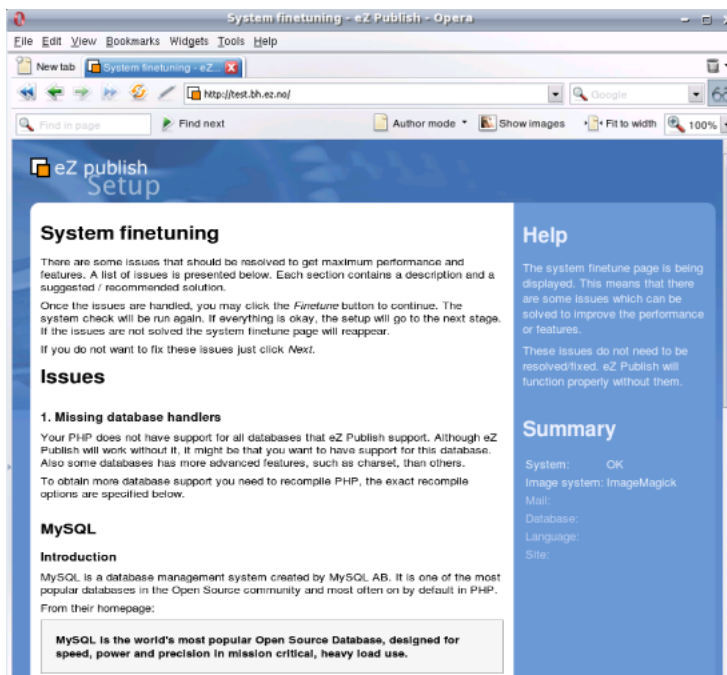 System finetuning - eZ Publish - Opera
File Edit View Bookmarks Widgets Tools Help
New tab System finetuning - eZ...
http://test.bh.ez.no/ Google
Find in page Find next Author mode Show images Fit to width 100%
eZ publish
Setup
System finetuning
There are some issues that should be resolved to get maximum performance and
features. A list of issues is presented below. Each section contains a description and a
suggested / recommended solution.
Once the issues are handled, you may click the Finetune button to continue. The
system check will be run again. If everything is okay, the setup will go to the next stage.
If the issues are not solved the system finetune page will reappear.
If you do not want to fix these issues just click Next.
Issues
1. Missing database handlers
Your PHP does not have support for all databases that eZ Publish support. Although eZ
Publish will work without it, it might be that you want to have support for this database.
Also some databases has more advanced features, such as charset, than others.
To obtain more database support you need to recompile PHP, the exact recompile
options are specified below.
MySQL
Introduction
MySQL is a database management system created by MySQL AB. It is one of the most
popular databases in the Open Source community and most often on by default in PHP.
From their homepage:
MySQL is the world's most popular Open Source Database, designed for
speed, power and precision in mission critical, heavy load use.
Help
The system finetune page is being
displayed. This means that there
are some issues which can be
solved to improve the performance
or features.
These issues do not need to be
resolved/fixed. eZ Publish will
function properly without them.
Summary
System: OK
Image system: ImageMagick
Mail:
Database:
Language:
Site: